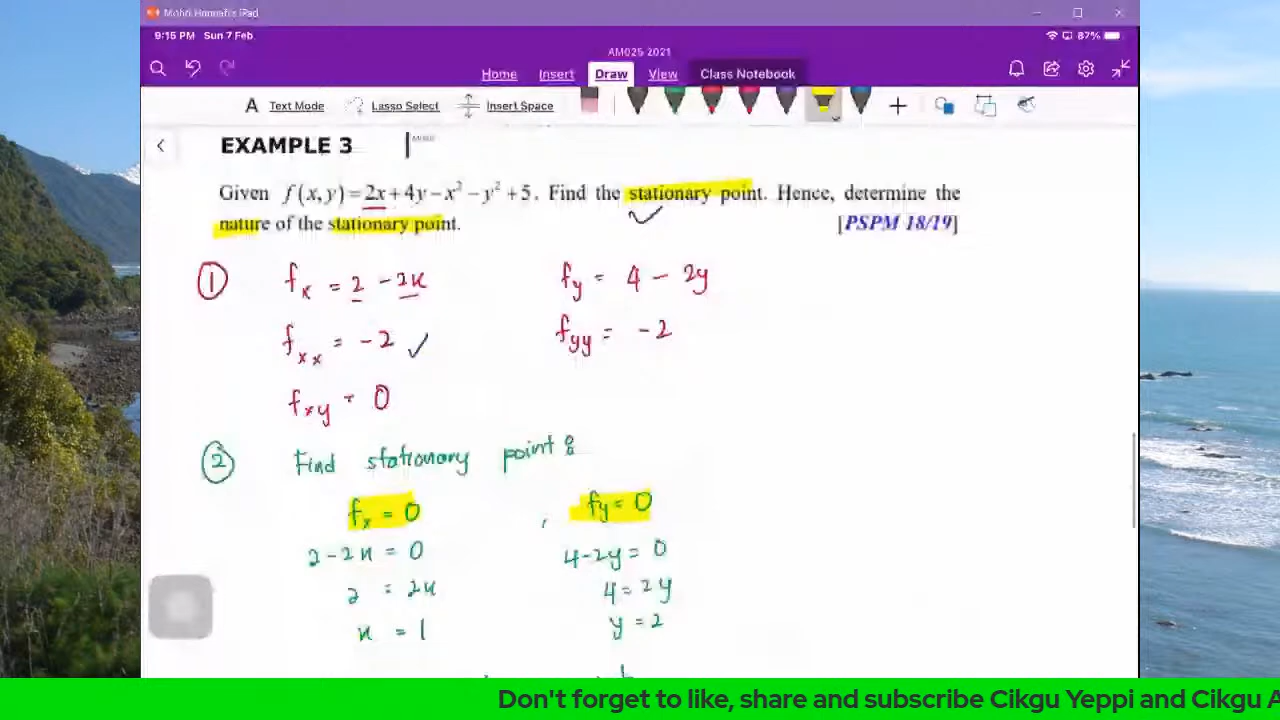 Mohd Hannafi's iPad
9:15 PM Sun 7 Feb
87%
AM025 2021
Home Insert Draw View Class Notebook
A Text Mode Lasso Select Insert Space
EXAMPLE 3
Given f(x,y)=2x+4y−x²−y²+5. Find the stationary point. Hence, determine the
nature of the stationary point. [PSPM 18/19]
① fx = 2 − 2x fy = 4 − 2y
fxx = −2 ✓ fyy = −2
fxy = 0
② Find stationary point :
fx = 0 , fy = 0
2 − 2x = 0 4 − 2y = 0
2 = 2x 4 = 2y
x = 1 y = 2
Don't forget to like, share and subscribe Cikgu Yeppi and Cikgu A